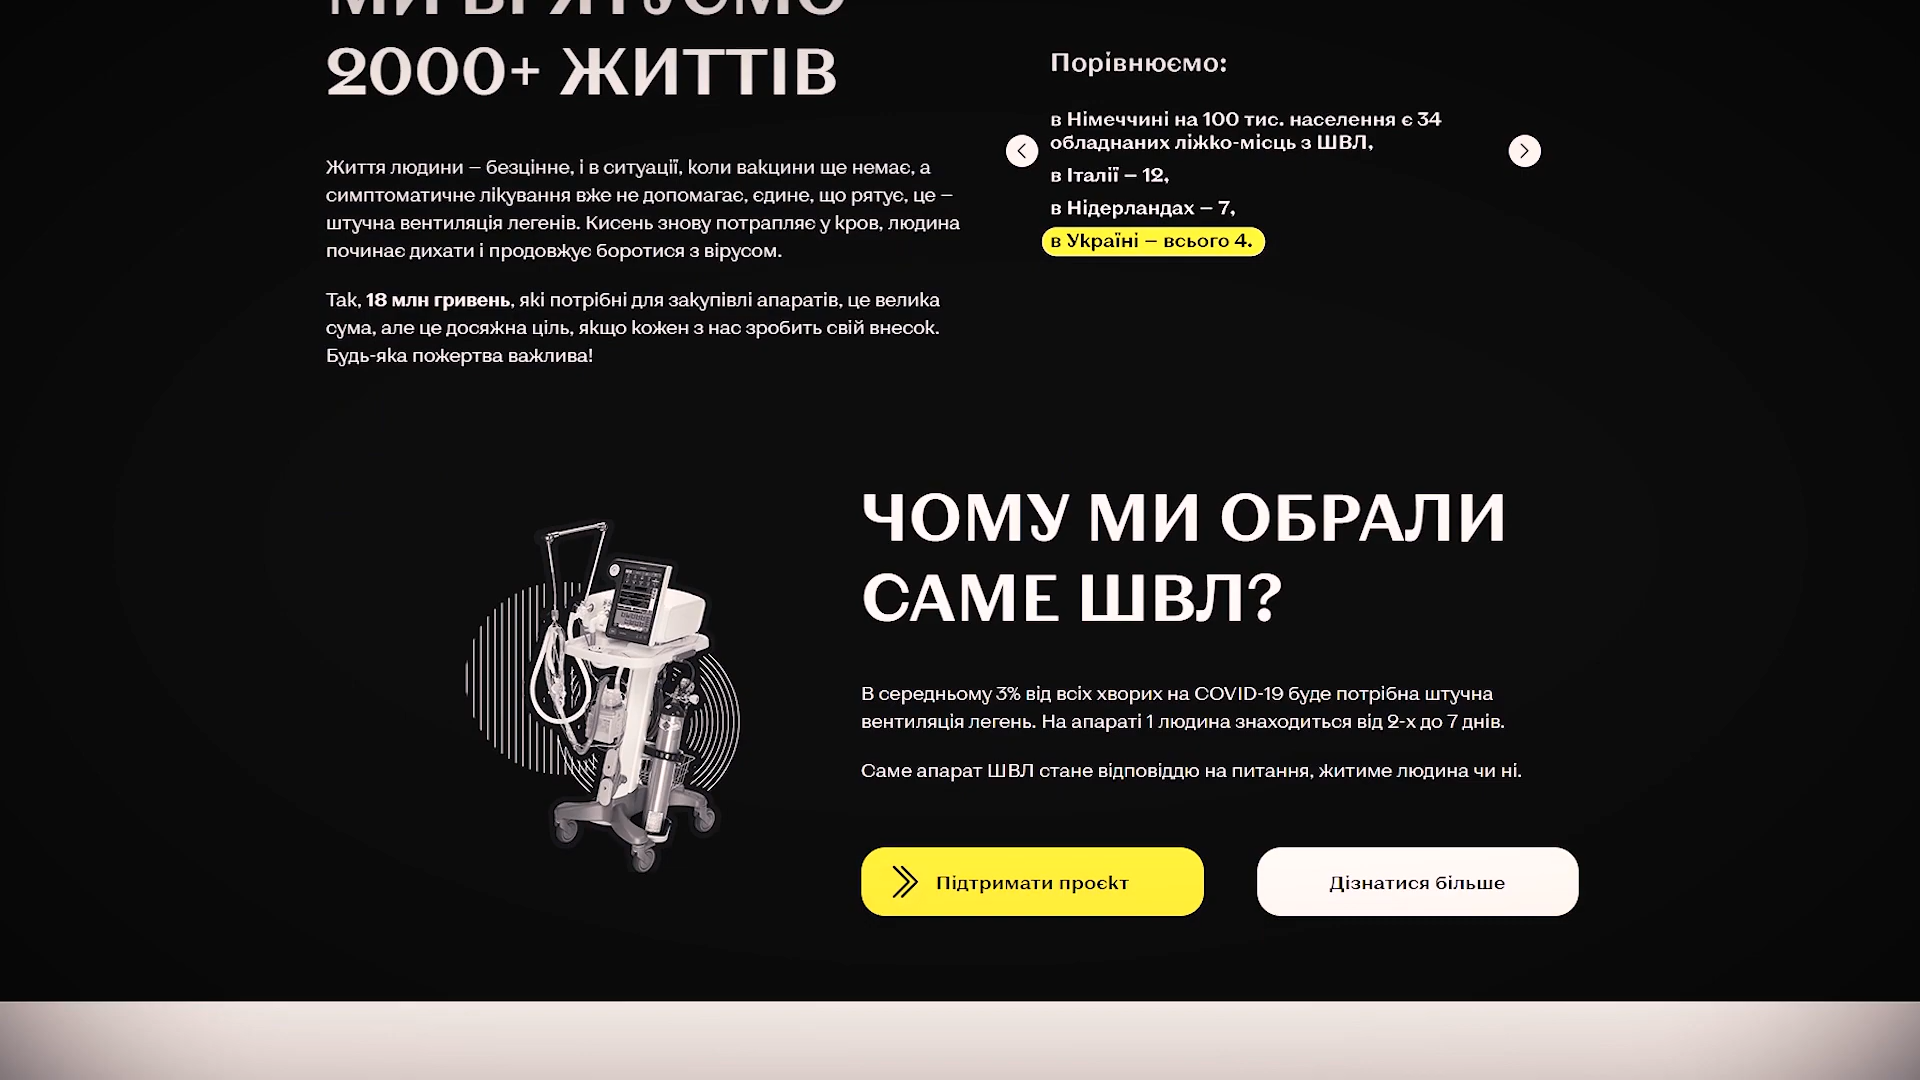 МИ ВРЯТУЄМО
2000+ ЖИТТІВ
Життя людини – безцінне, і в ситуації, коли вакцини ще немає, а
симптоматичне лікування вже не допомагає, єдине, що рятує, це –
штучна вентиляція легенів. Кисень знову потрапляє у кров, людина
починає дихати і продовжує боротися з вірусом.
Так, 18 млн гривень, які потрібні для закупівлі апаратів, це велика
сума, але це досяжна ціль, якщо кожен з нас зробить свій внесок.
Будь-яка пожертва важлива!
Порівнюємо:
в Німеччині на 100 тис. населення є 34
обладнаних ліжко-місць з ШВЛ,
в Італії – 12,
в Нідерландах – 7,
в Україні – всього 4.
ЧОМУ МИ ОБРАЛИ
САМЕ ШВЛ?
В середньому 3% від всіх хворих на COVID-19 буде потрібна штучна
вентиляція легень. На апараті 1 людина знаходиться від 2-х до 7 днів.
Саме апарат ШВЛ стане відповіддю на питання, житиме людина чи ні.
Підтримати проєкт
Дізнатися більше